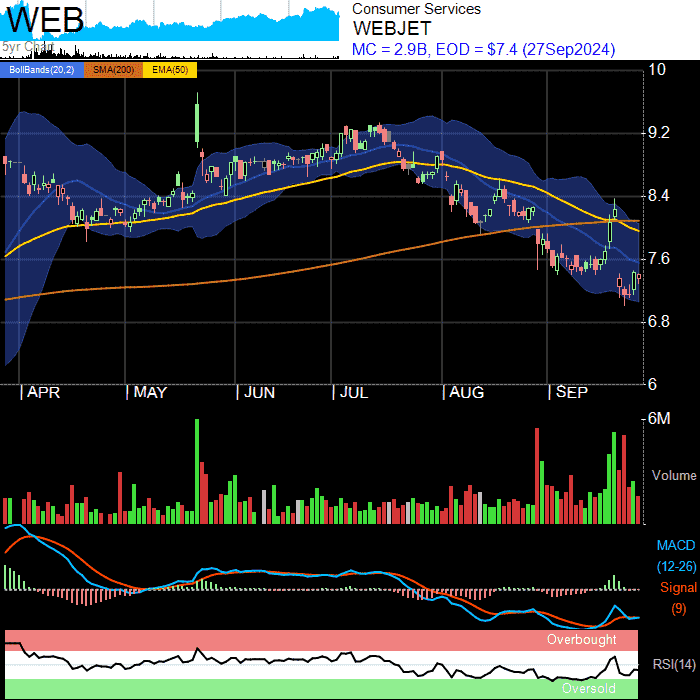 WEB
5yr Chart
Consumer Services
WEBJET
MC = 2.9B, EOD = $7.4 (27Sep2024)
BollBands(20,2) SMA(200) EMA(50)
10
9.2
8.4
7.6
6.8
6
APR MAY JUN JUL AUG SEP
6M
Volume
MACD
(12-26)
Signal
(9)
Overbought
RSI(14)
Oversold